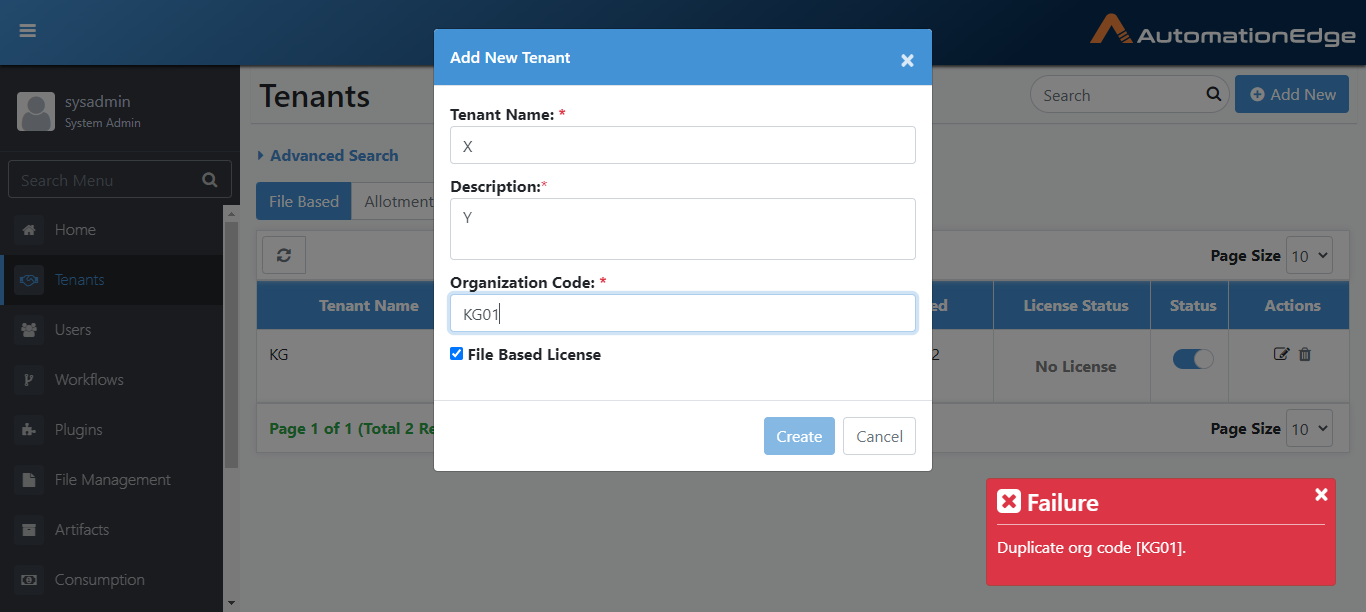 AutomationEdge
sysadmin
System Admin
Search Menu
Home
Tenants
Users
Workflows
Plugins
File Management
Artifacts
Consumption
Tenants
Search
Add New
Advanced Search
File Based
Allotment
Page Size 10
Tenant Name
ed
License Status
Status
Actions
KG
2
No License
Page 1 of 1 (Total 2 Re
Page Size 10
Add New Tenant
Tenant Name: *
X
Description:*
Y
Organization Code: *
KG01
File Based License
Create
Cancel
Failure
Duplicate org code [KG01].